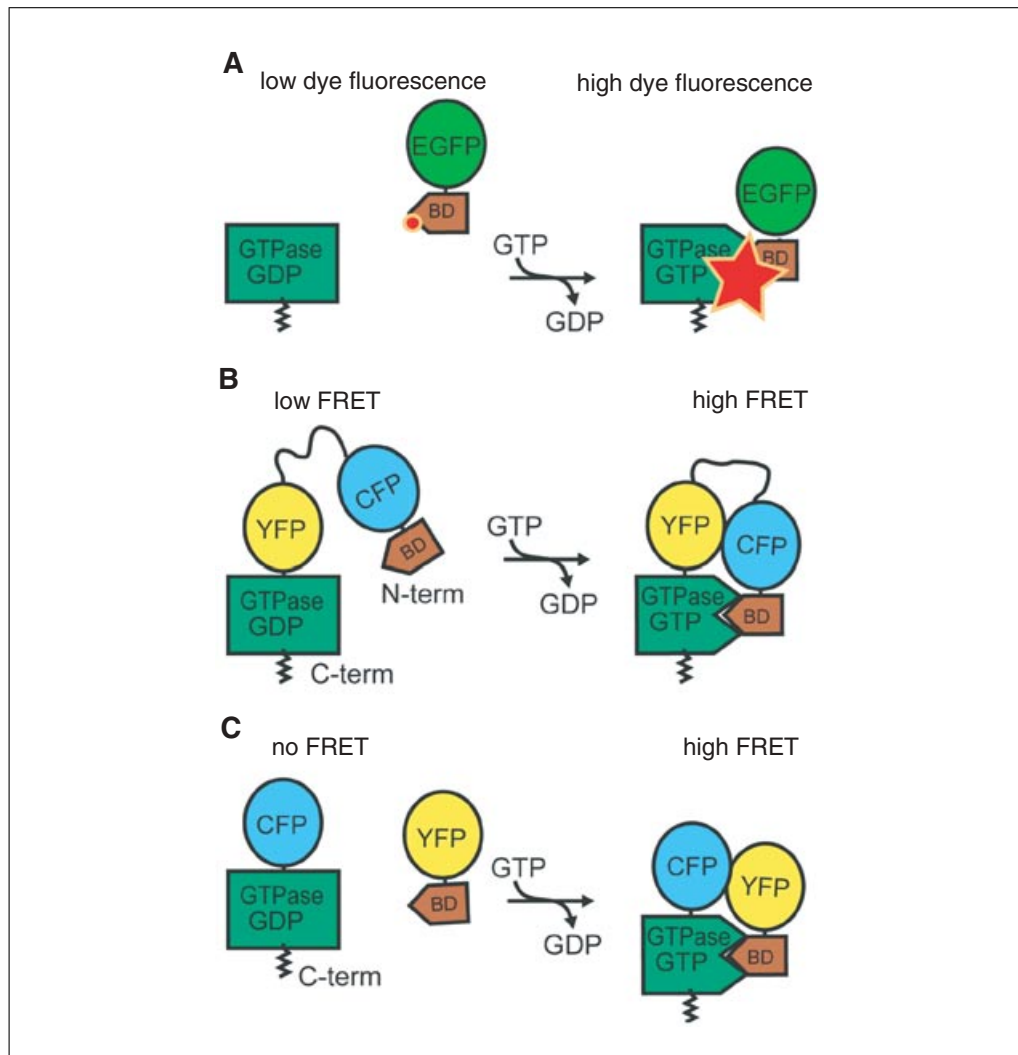 A
low dye fluorescence
high dye fluorescence
EGFP
BD
GTPase
GDP
GTP
GDP
EGFP
BD
GTPase
GTP
B
low FRET
high FRET
YFP
CFP
BD
N-term
GTPase
GDP
C-term
GTP
GDP
YFP
CFP
GTPase
GTP
BD
C
no FRET
high FRET
CFP
YFP
BD
GTPase
GDP
C-term
GTP
GDP
CFP
YFP
GTPase
GTP
BD